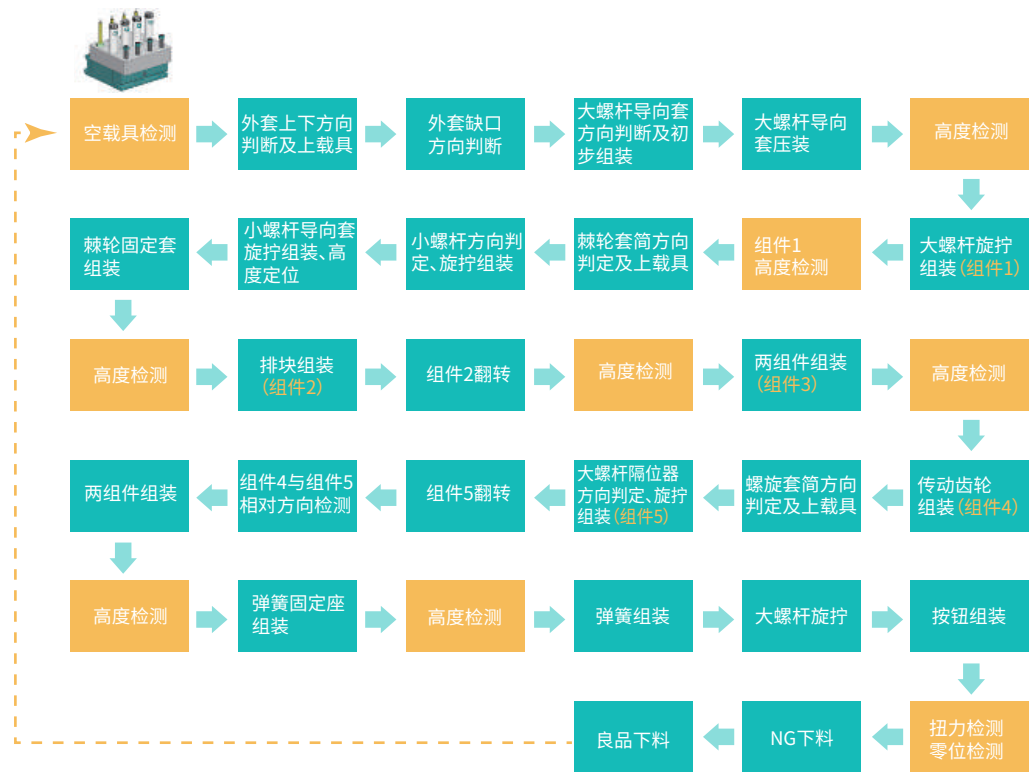 空载具检测
外套上下方向
判断及上载具
外套缺口
方向判断
大螺杆导向套
方向判断及初
步组装
大螺杆导向
套压装
高度检测
大螺杆旋拧
组装(组件1)
组件1
高度检测
棘轮套筒方向
判定及上载具
小螺杆方向判
定、旋拧组装
小螺杆导向套
旋拧组装、高
度定位
棘轮固定套
组装
高度检测
排块组装
(组件2)
组件2翻转
高度检测
两组件组装
(组件3)
高度检测
传动齿轮
组装(组件4)
螺旋套筒方向
判定及上载具
大螺杆隔位器
方向判定、旋拧
组装(组件5)
组件5翻转
组件4与组件5
相对方向检测
两组件组装
高度检测
弹簧固定座
组装
高度检测
弹簧组装
大螺杆旋拧
按钮组装
扭力检测
零位检测
NG下料
良品下料